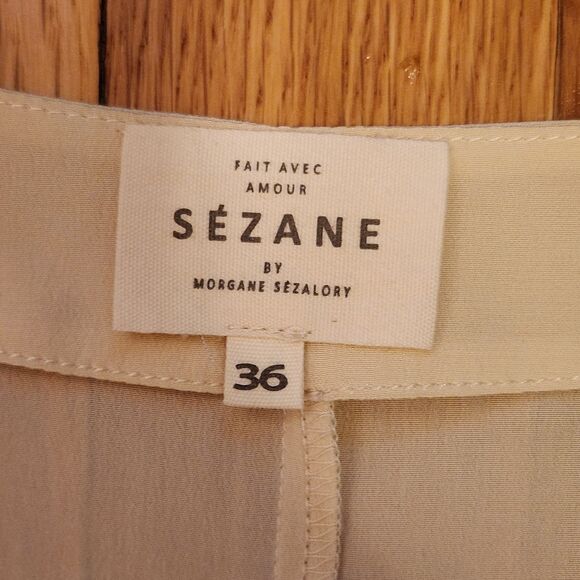 FAIT AVEC
AMOUR
SÉZANE
BY
MORGANE SÉZALORY
36